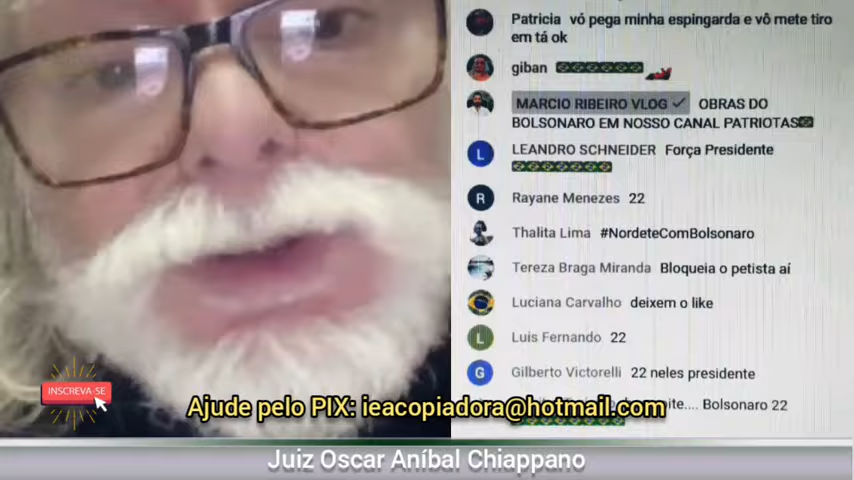 Patricia vó pega minha espingarda e vô mete tiro
em tá ok
giban
MARCIO RIBEIRO VLOG OBRAS DO
BOLSONARO EM NOSSO CANAL PATRIOTAS
L LEANDRO SCHNEIDER Força Presidente
R Rayane Menezes 22
Thalita Lima #NordeteComBolsonaro
Tereza Braga Miranda Bloqueia o petista aí
Luciana Carvalho deixem o like
L Luis Fernando 22
G Gilberto Victorelli 22 neles presidente
Bolsonaro 22
INSCREVA-SE
Ajude pelo PIX: ieacopiadora@hotmail.com
Juiz Oscar Aníbal Chiappano